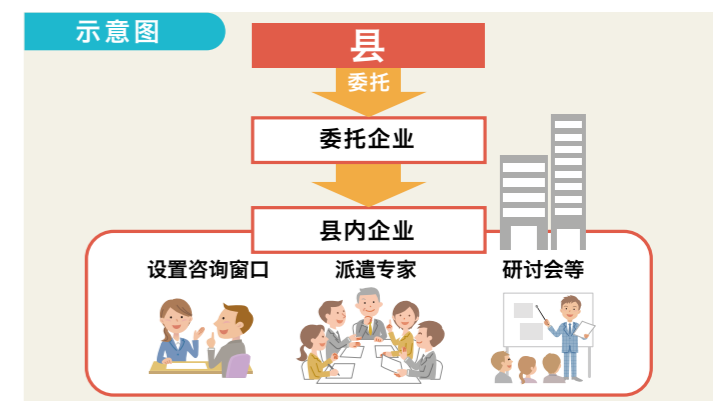 示意图
县
委托
委托企业
县内企业
设置咨询窗口
派遣专家
研讨会等